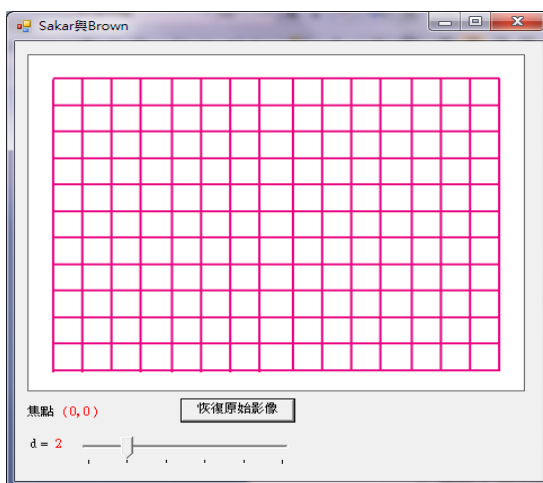 Sakar與Brown
焦點 (0,0)
恢復原始影像
d = 2